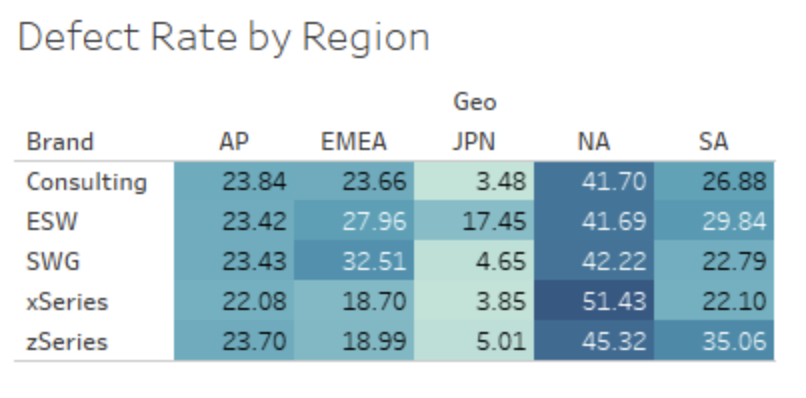 Defect Rate by Region
Geo
Brand AP EMEA JPN NA SA
Consulting 23.84 23.66 3.48 41.70 26.88
ESW 23.42 27.96 17.45 41.69 29.84
SWG 23.43 32.51 4.65 42.22 22.79
xSeries 22.08 18.70 3.85 51.43 22.10
zSeries 23.70 18.99 5.01 45.32 35.06